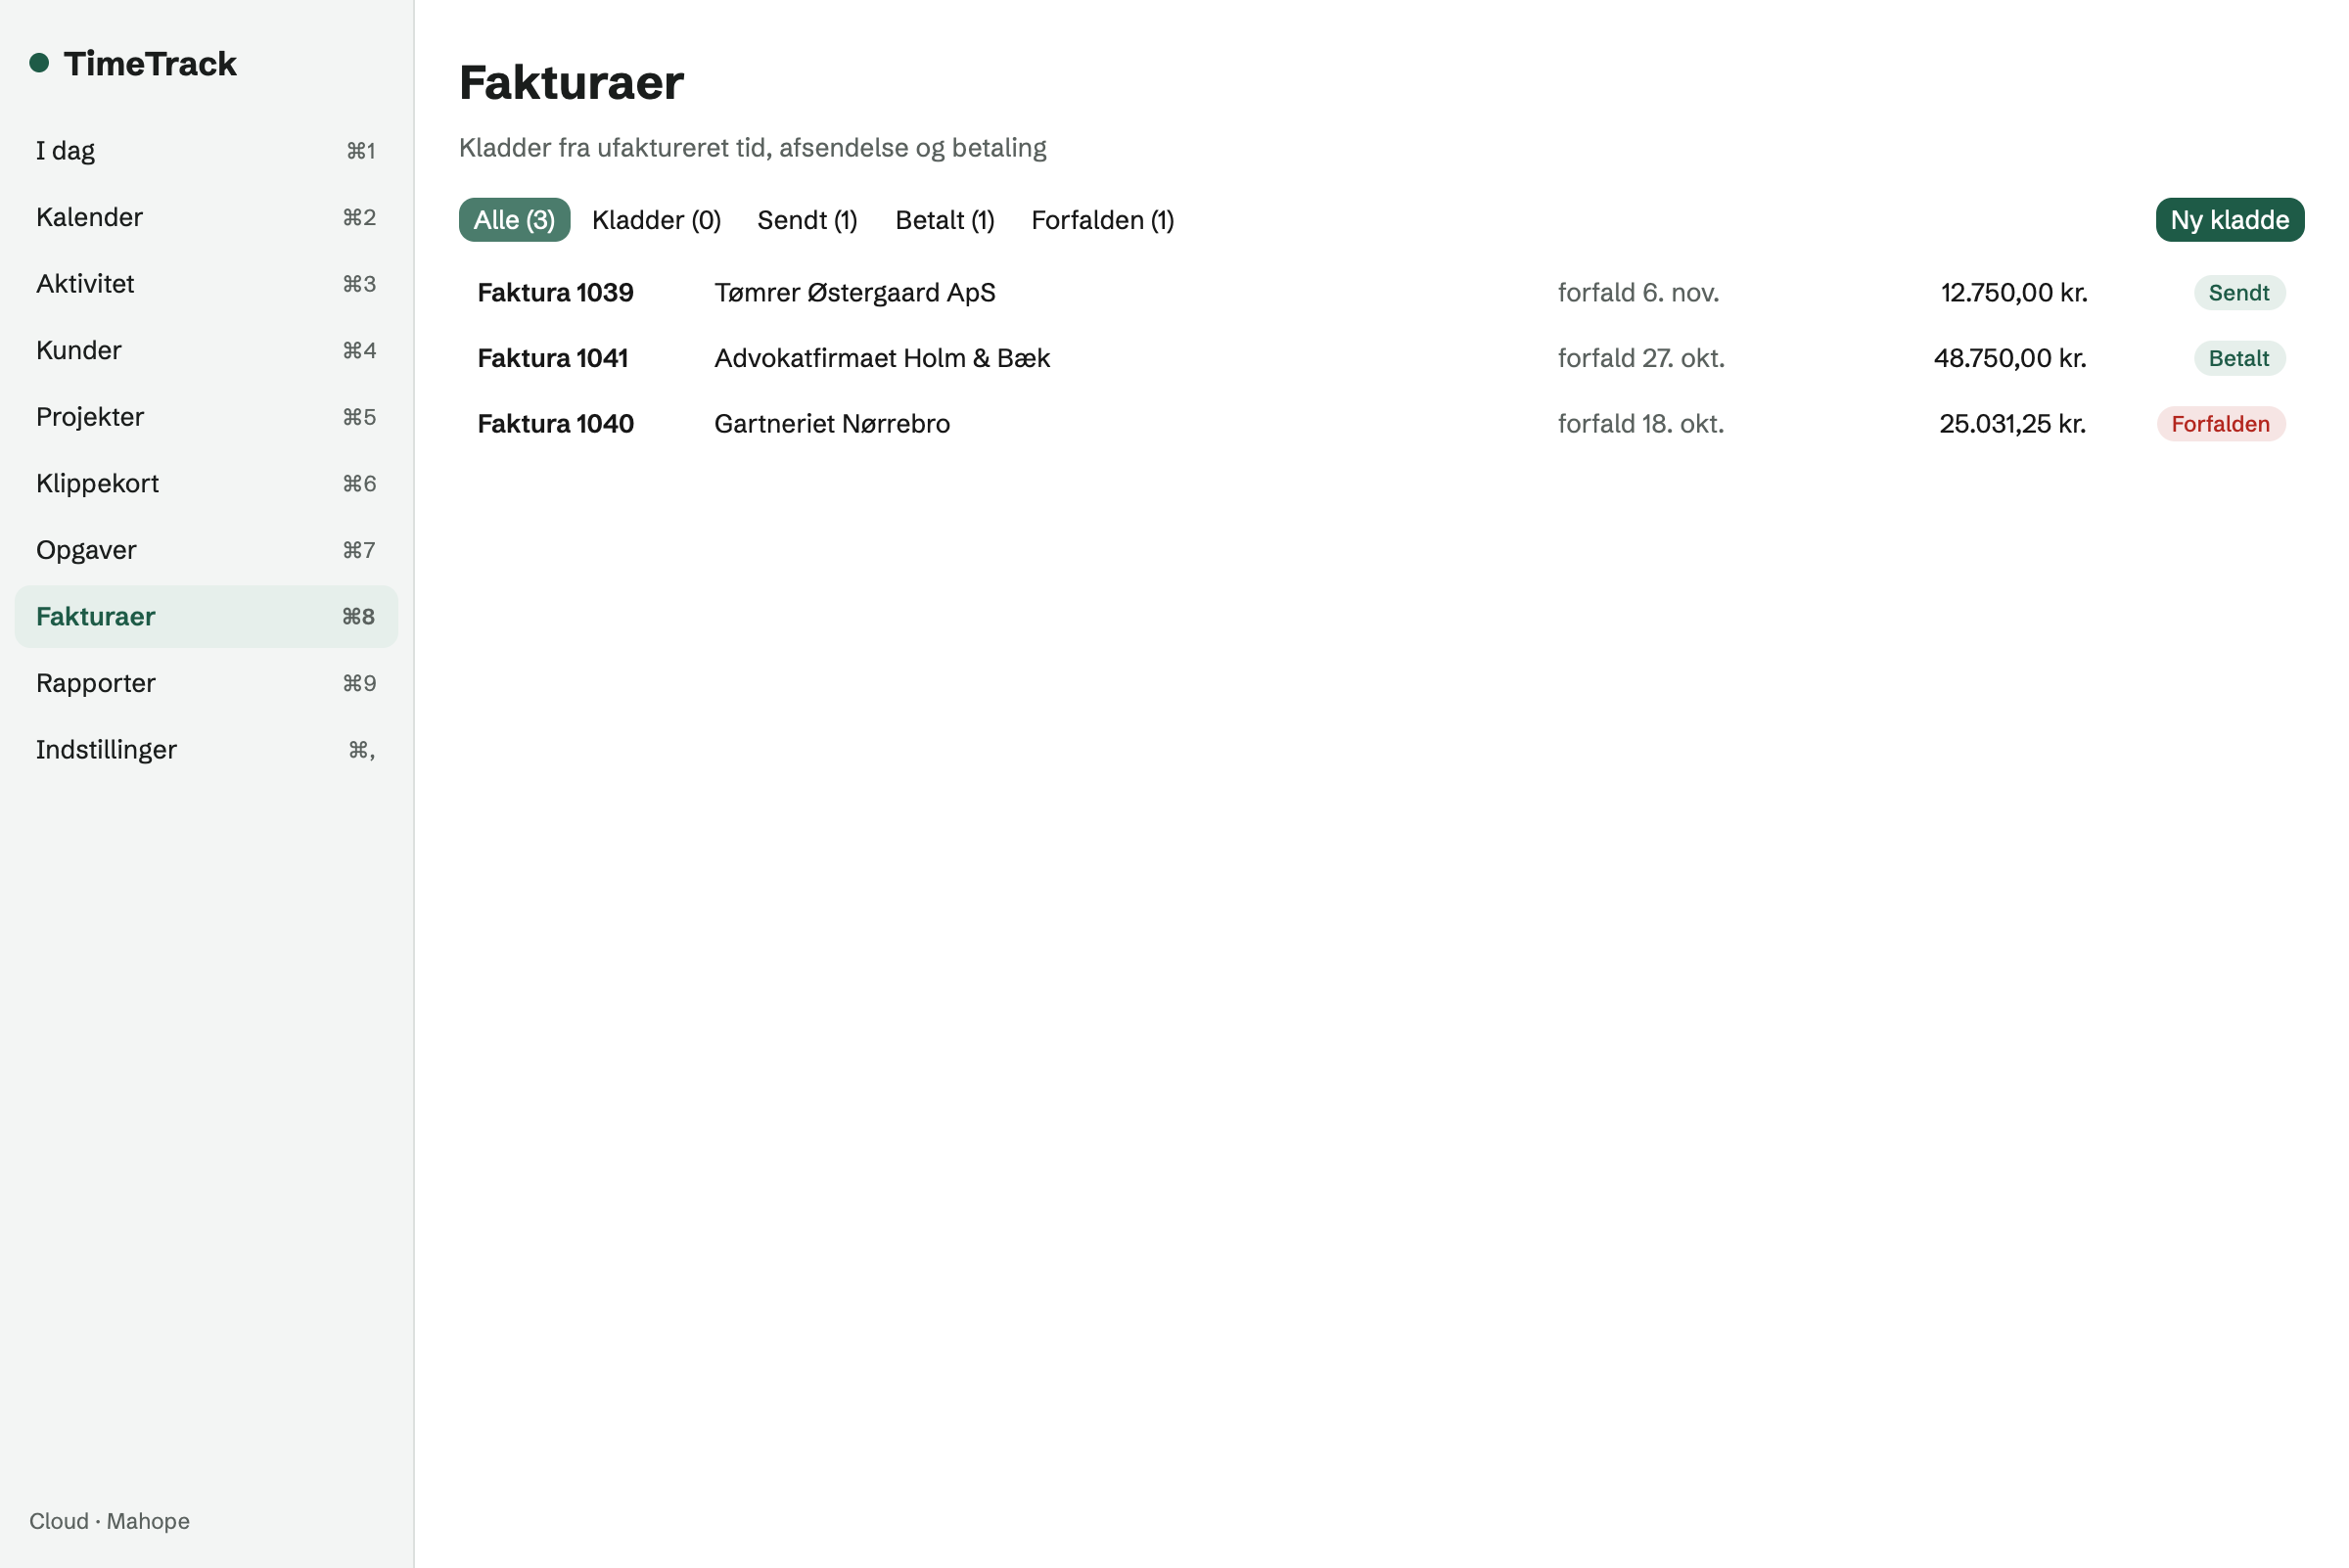 TimeTrack
I dag ⌘1
Kalender ⌘2
Aktivitet ⌘3
Kunder ⌘4
Projekter ⌘5
Klippekort ⌘6
Opgaver ⌘7
Fakturaer ⌘8
Rapporter ⌘9
Indstillinger ⌘,
Cloud · Mahope
Fakturaer
Kladder fra ufaktureret tid, afsendelse og betaling
Alle (3) Kladder (0) Sendt (1) Betalt (1) Forfalden (1) Ny kladde
Faktura 1039 Tømrer Østergaard ApS forfald 6. nov. 12.750,00 kr. Sendt
Faktura 1041 Advokatfirmaet Holm & Bæk forfald 27. okt. 48.750,00 kr. Betalt
Faktura 1040 Gartneriet Nørrebro forfald 18. okt. 25.031,25 kr. Forfalden